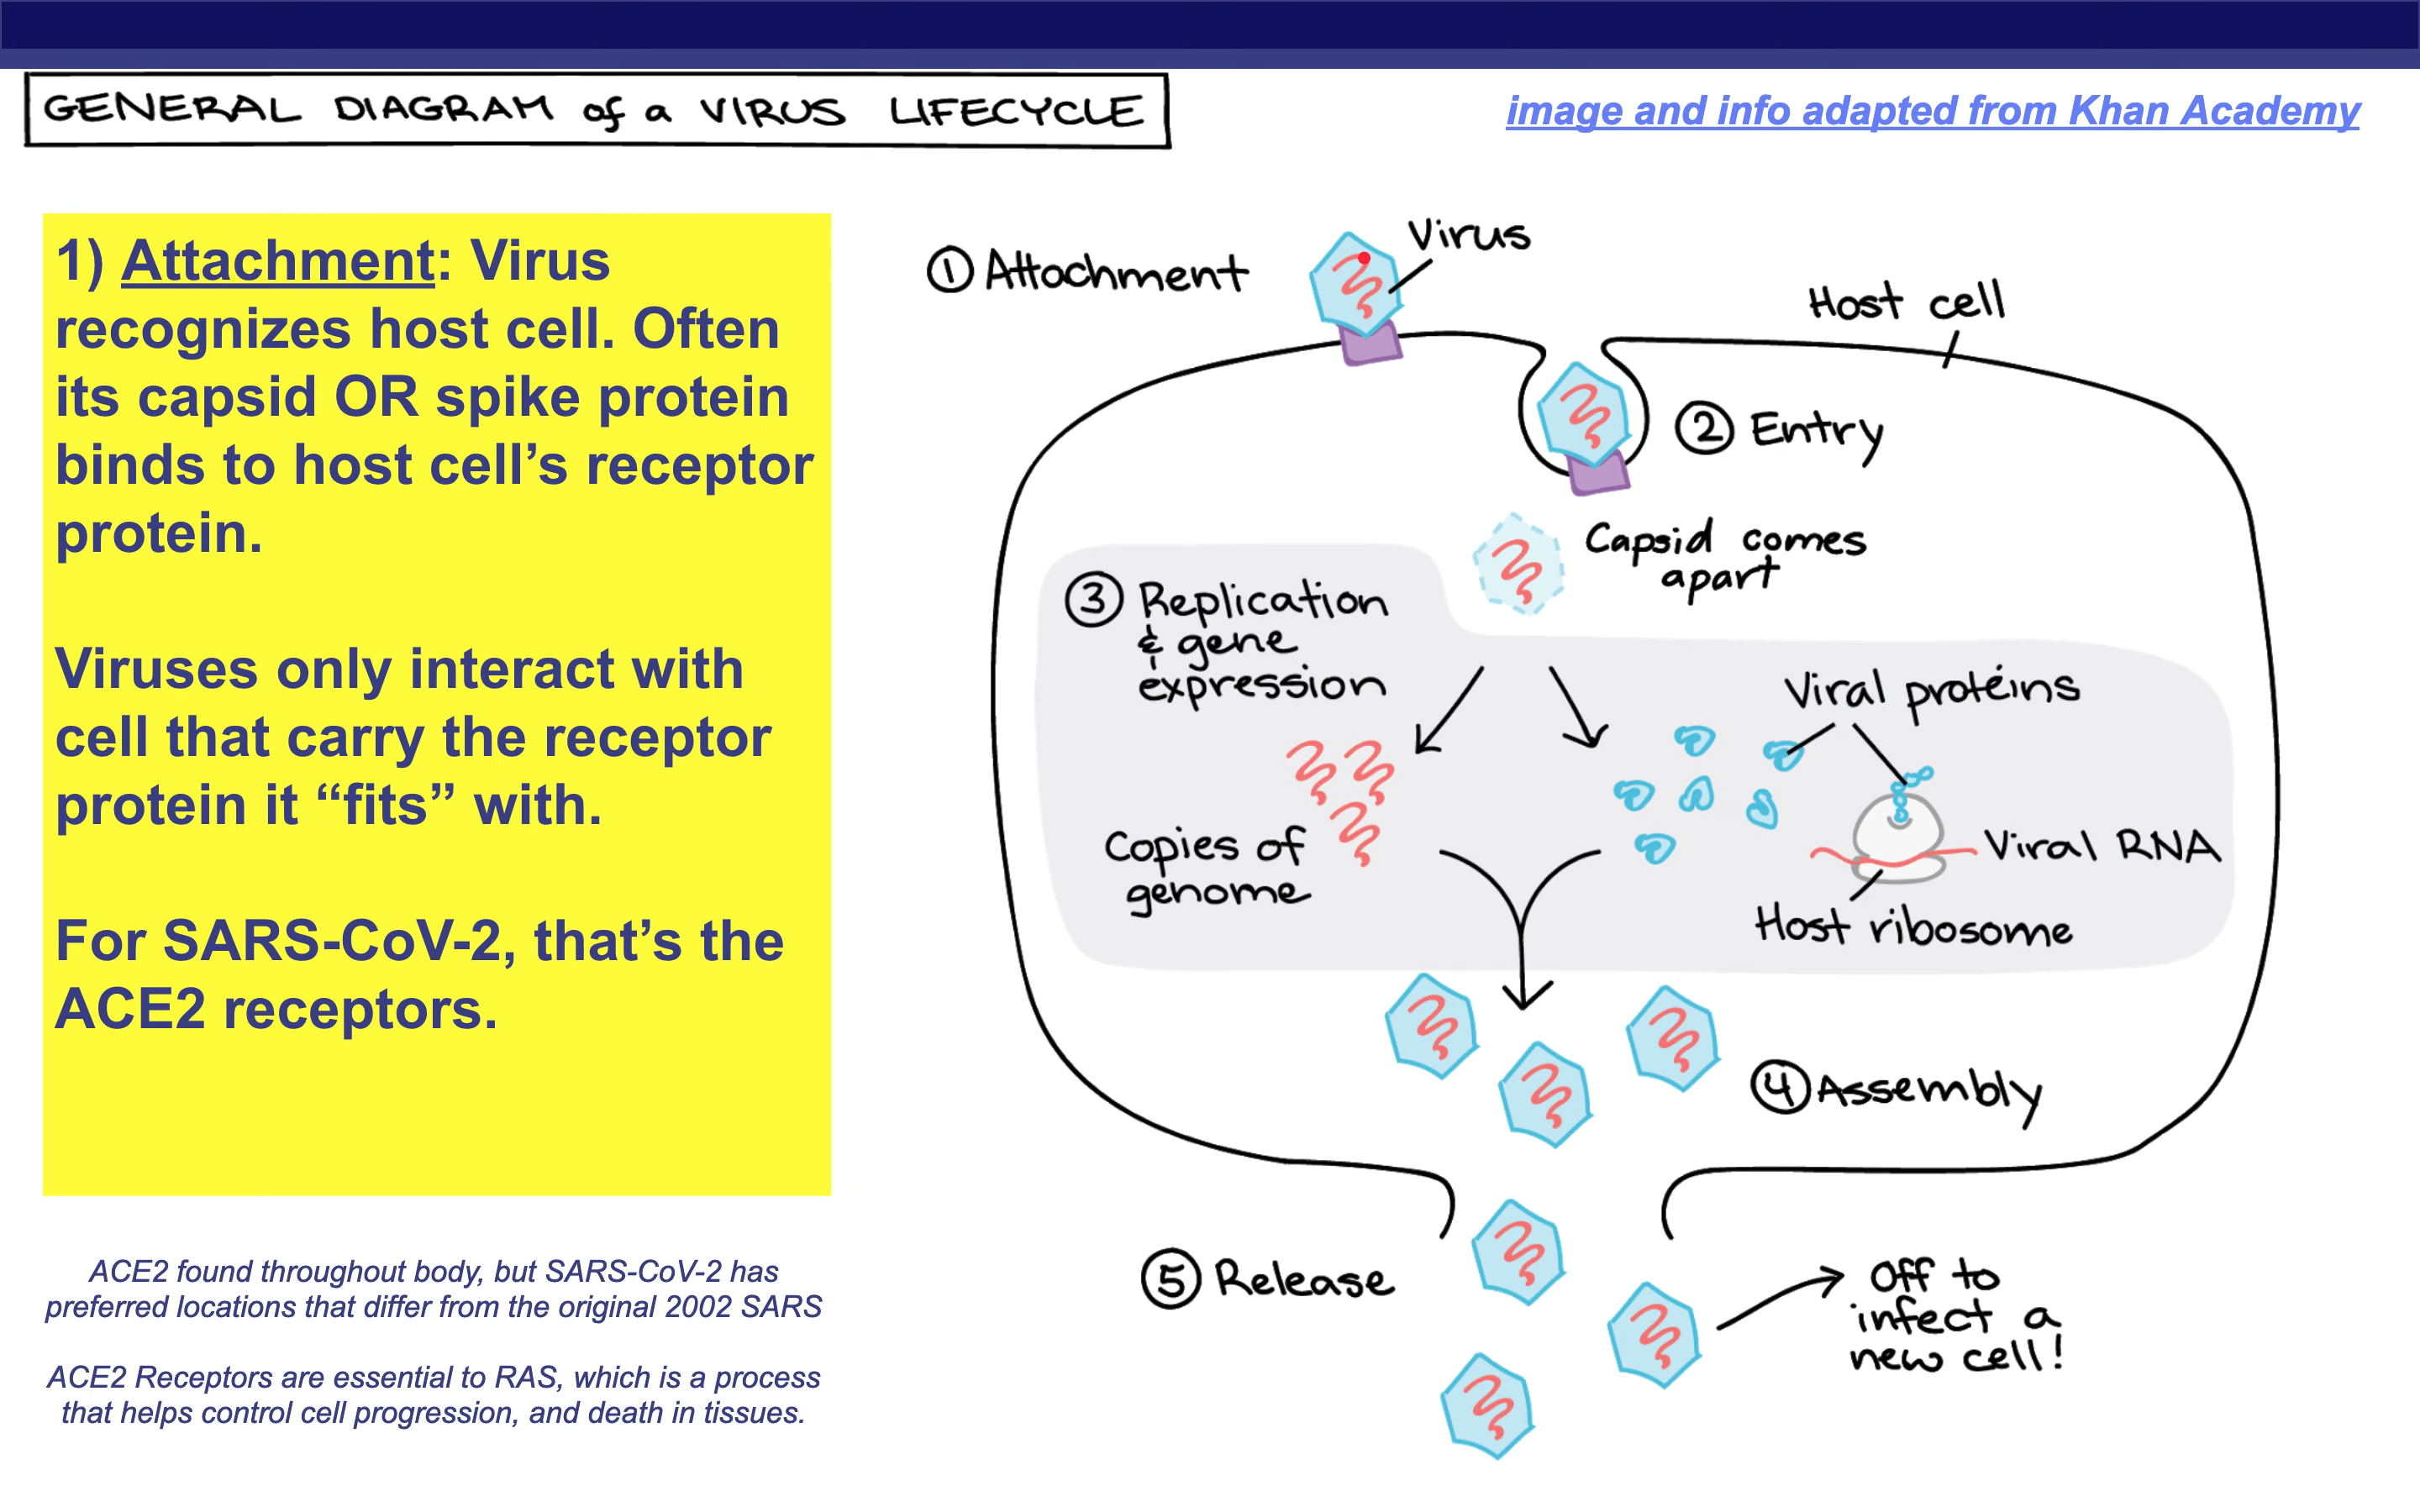 GENERAL DIAGRAM of a VIRUS LIFECYCLE
image and info adapted from Khan Academy
1) Attachment: Virus
recognizes host cell. Often
its capsid OR spike protein
binds to host cell’s receptor
protein.
Viruses only interact with
cell that carry the receptor
protein it “fits” with.
For SARS-CoV-2, that’s the
ACE2 receptors.
ACE2 found throughout body, but SARS-CoV-2 has
preferred locations that differ from the original 2002 SARS
ACE2 Receptors are essential to RAS, which is a process
that helps control cell progression, and death in tissues.
① Attachment
Virus
Host cell
② Entry
Capsid comes
apart
③ Replication
& gene
expression
Viral proteins
Copies of
genome
Viral RNA
Host ribosome
④ Assembly
⑤ Release
Off to
infect a
new cell!